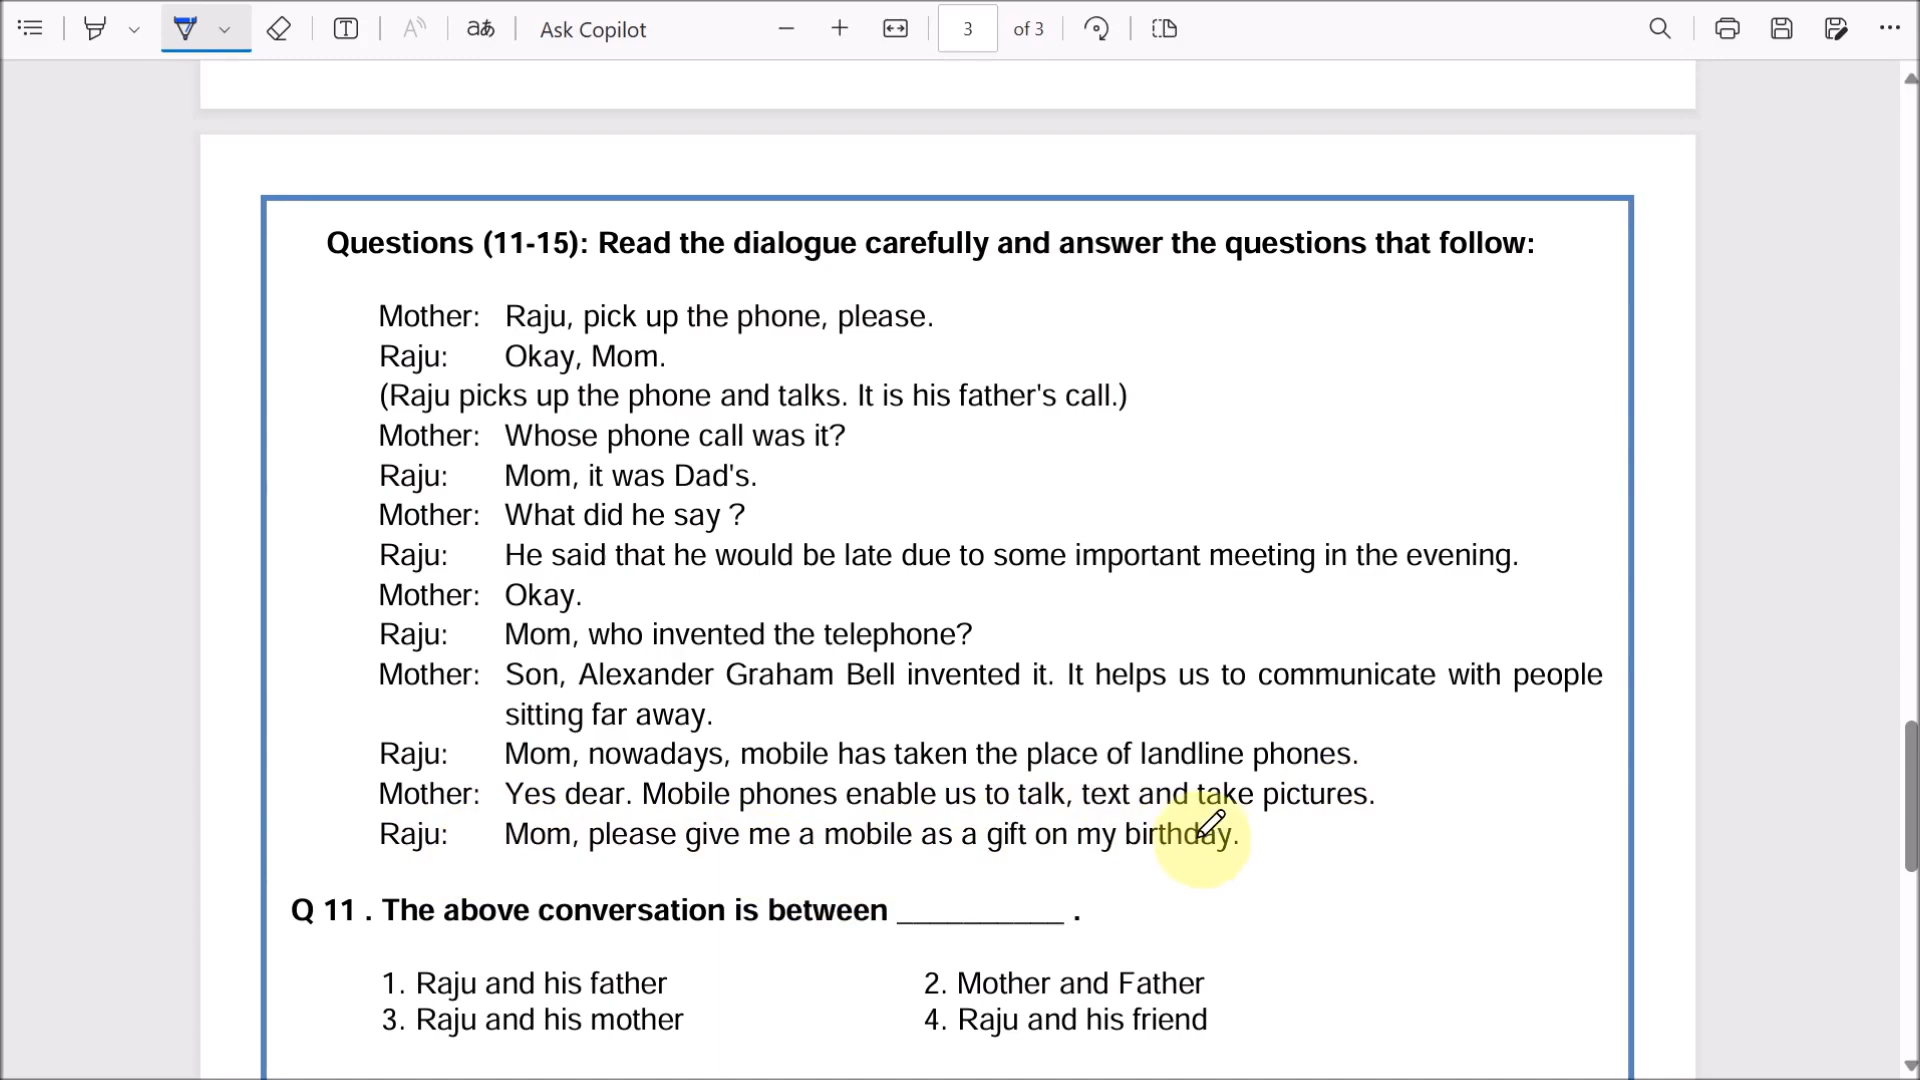 Ask Copilot
3 of 3
Questions (11-15): Read the dialogue carefully and answer the questions that follow:
Mother: Raju, pick up the phone, please.
Raju: Okay, Mom.
(Raju picks up the phone and talks. It is his father's call.)
Mother: Whose phone call was it?
Raju: Mom, it was Dad's.
Mother: What did he say ?
Raju: He said that he would be late due to some important meeting in the evening.
Mother: Okay.
Raju: Mom, who invented the telephone?
Mother: Son, Alexander Graham Bell invented it. It helps us to communicate with people
sitting far away.
Raju: Mom, nowadays, mobile has taken the place of landline phones.
Mother: Yes dear. Mobile phones enable us to talk, text and take pictures.
Raju: Mom, please give me a mobile as a gift on my birthday.
Q 11 . The above conversation is between __________ .
1. Raju and his father 2. Mother and Father
3. Raju and his mother 4. Raju and his friend